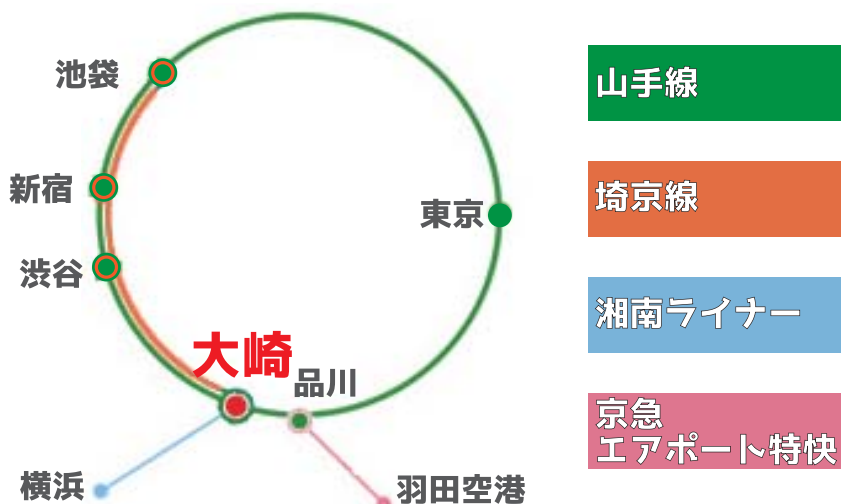 池袋
新宿
渋谷
東京
大崎
品川
横浜
羽田空港
山手線
埼京線
湘南ライナー
京急
エアポート特快